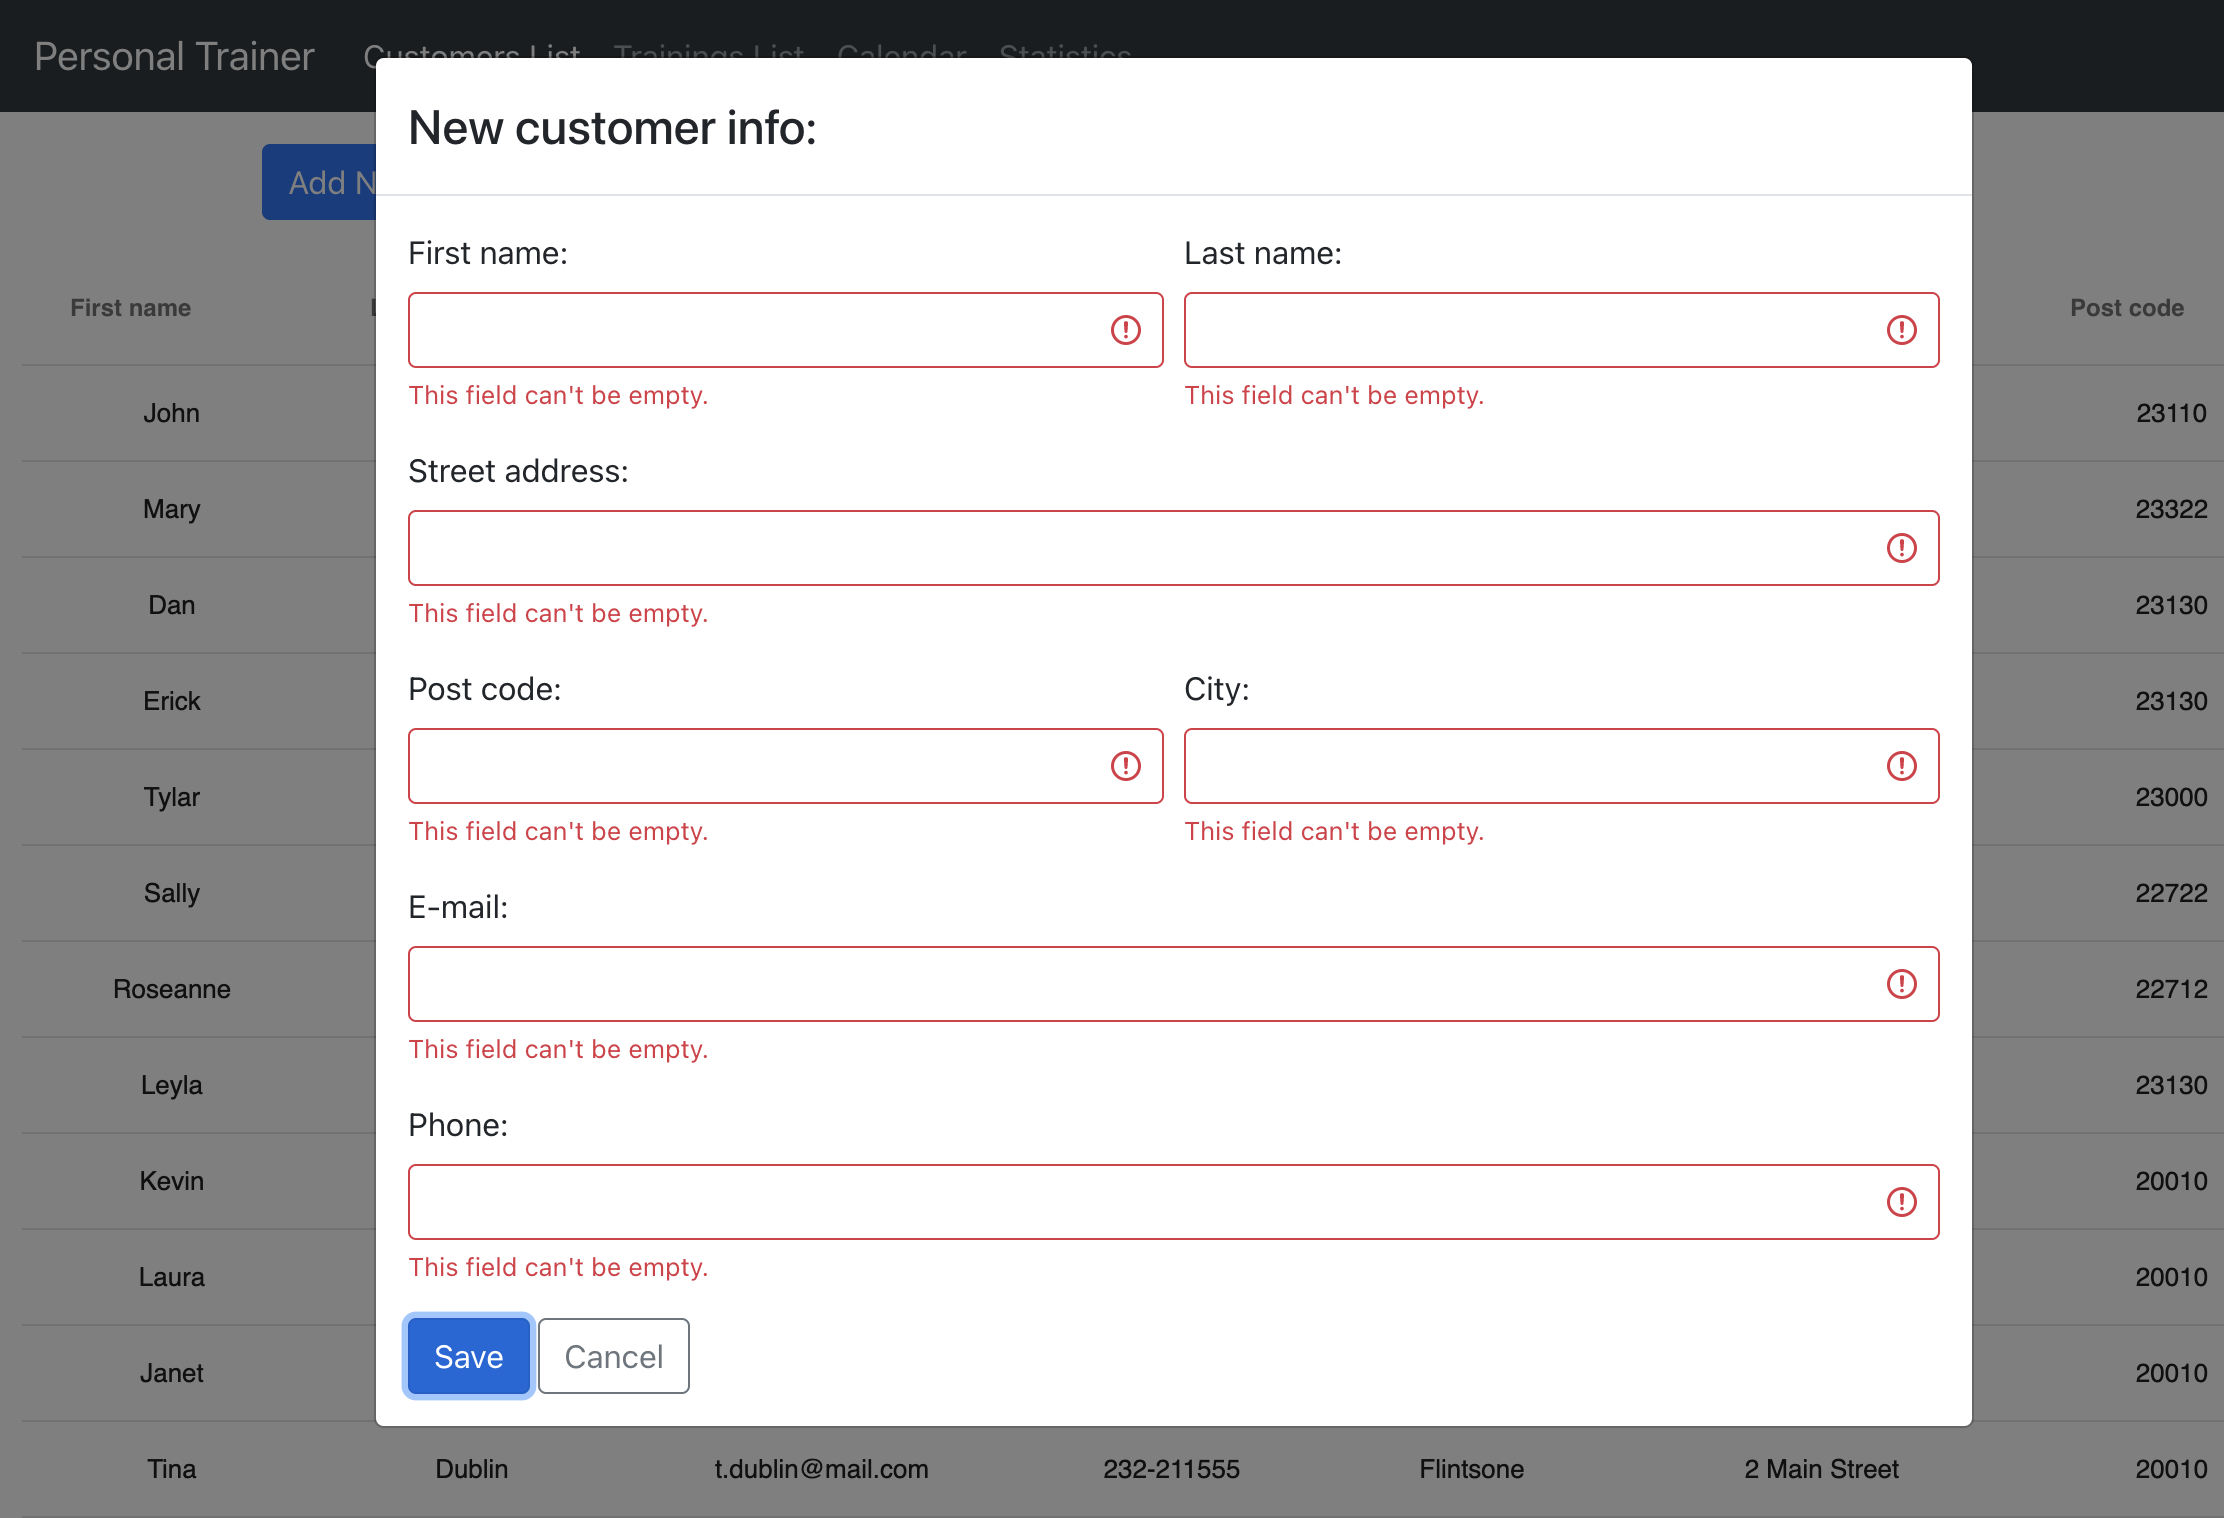 Personal Trainer Customers List Trainings List Calendar Statistics
New customer info:
Add N
First name: Last name:
First name Post code
This field can't be empty. This field can't be empty.
John 23110
Street address:
Mary 23322
Dan 23130
This field can't be empty.
Post code: City:
Erick 23130
Tylar 23000
This field can't be empty. This field can't be empty.
Sally 22722
E-mail:
Roseanne 22712
This field can't be empty.
Leyla 23130
Phone:
Kevin 20010
This field can't be empty.
Laura 20010
Save Cancel
Janet 20010
Tina Dublin t.dublin@mail.com 232-211555 Flintsone 2 Main Street 20010